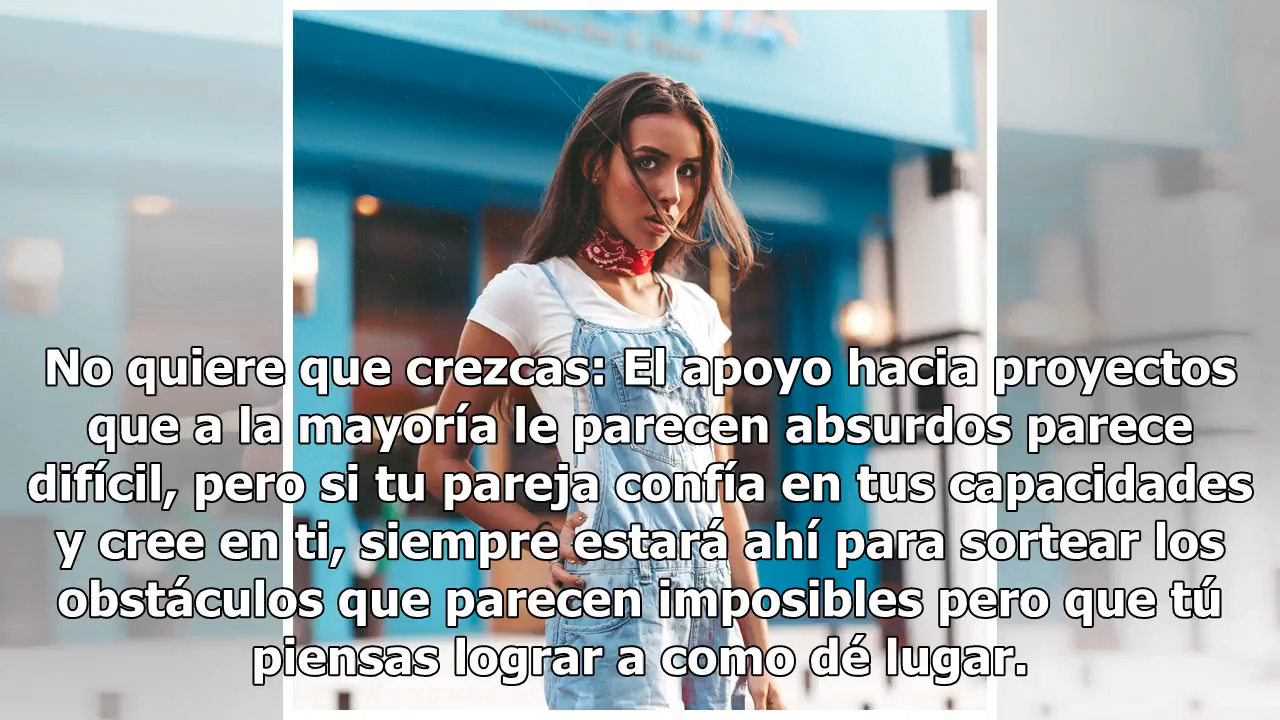 No quiere que crezcas: El apoyo hacia proyectos
que a la mayoría le parecen absurdos parece
difícil, pero si tu pareja confía en tus capacidades
y cree en ti, siempre estará ahí para sortear los
obstáculos que parecen imposibles pero que tú
piensas lograr a como dé lugar.